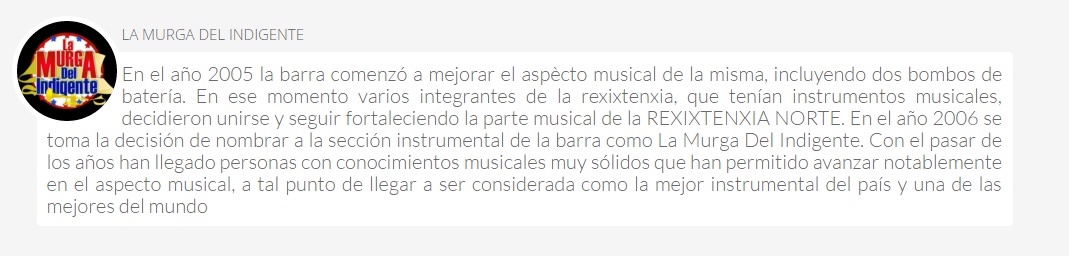 LA MURGA DEL INDIGENTE
La
MURGA
Del
Indigente
En el año 2005 la barra comenzó a mejorar el aspècto musical de la misma, incluyendo dos bombos de
batería. En ese momento varios integrantes de la rexixtenxia, que tenían instrumentos musicales,
decidieron unirse y seguir fortaleciendo la parte musical de la REXIXTENXIA NORTE. En el año 2006 se
toma la decisión de nombrar a la sección instrumental de la barra como La Murga Del Indigente. Con el pasar de
los años han llegado personas con conocimientos musicales muy sólidos que han permitido avanzar notablemente
en el aspecto musical, a tal punto de llegar a ser considerada como la mejor instrumental del país y una de las
mejores del mundo